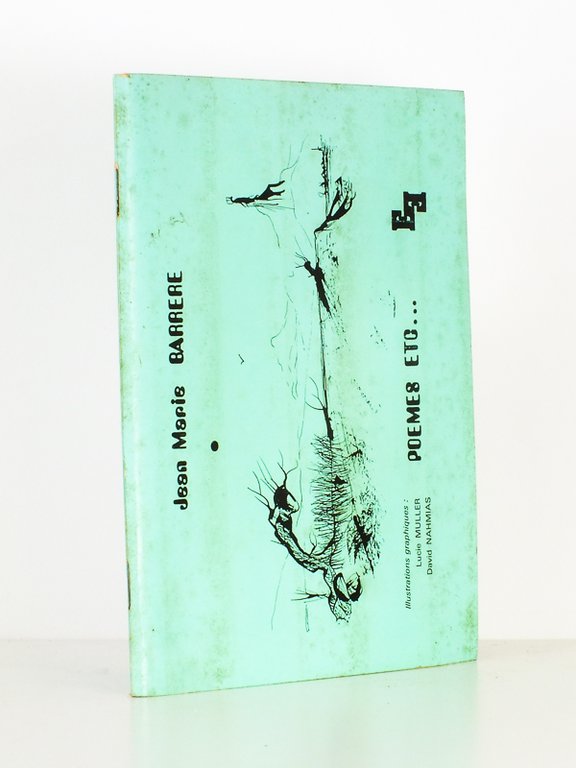 Jean Marie BARRERE
POEMES ETC...
Illustrations graphiques :
Lucie MULLER
David NAHMIAS